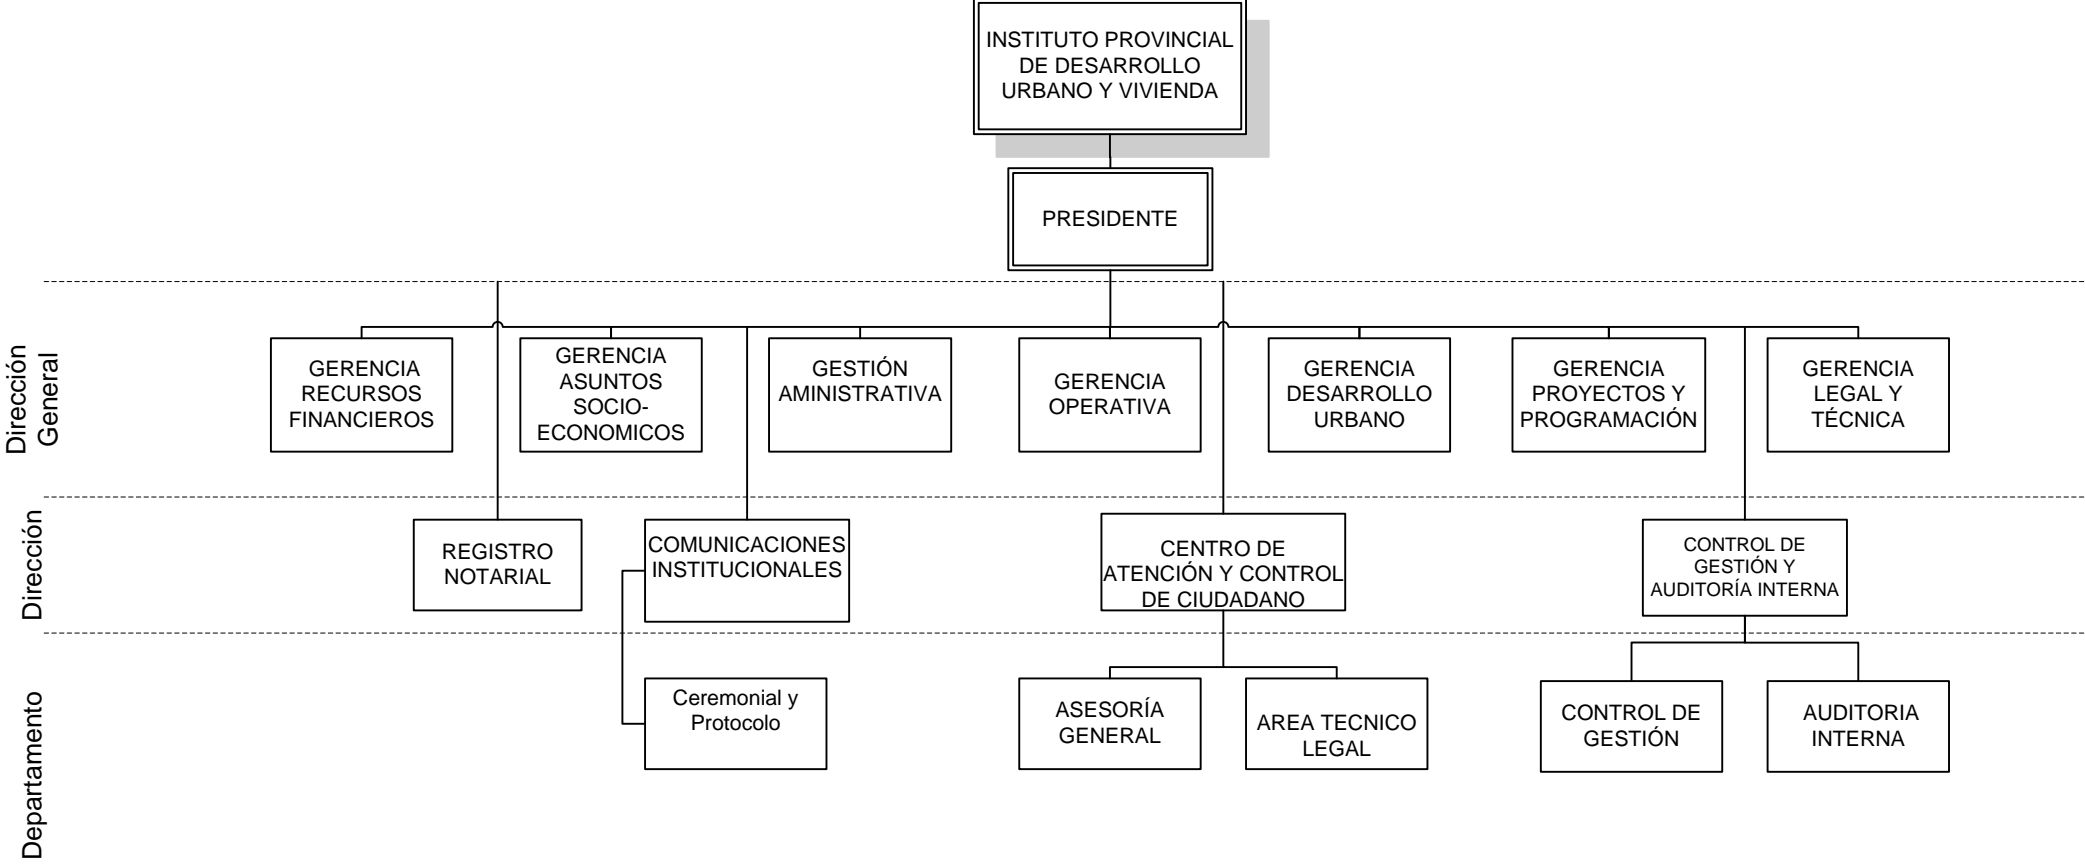 INSTITUTO PROVINCIAL
DE DESARROLLO
URBANO Y VIVIENDA
PRESIDENTE
Dirección
General
GERENCIA
RECURSOS
FINANCIEROS
GERENCIA
ASUNTOS
SOCIO-
ECONOMICOS
GESTIÓN
AMINISTRATIVA
GERENCIA
OPERATIVA
GERENCIA
DESARROLLO
URBANO
GERENCIA
PROYECTOS Y
PROGRAMACIÓN
GERENCIA
LEGAL Y
TÉCNICA
Dirección
REGISTRO
NOTARIAL
COMUNICACIONES
INSTITUCIONALES
CENTRO DE
ATENCIÓN Y CONTROL
DE CIUDADANO
CONTROL DE
GESTIÓN Y
AUDITORÍA INTERNA
Departamento
Ceremonial y
Protocolo
ASESORÍA
GENERAL
AREA TECNICO
LEGAL
CONTROL DE
GESTIÓN
AUDITORIA
INTERNA